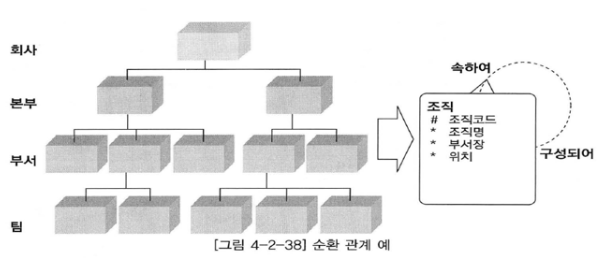 회사
본부
부서
팀
속하여
조직
# 조직코드
* 조직명
* 부서장
* 위치
구성되어
[그림 4-2-38] 순환 관계 예